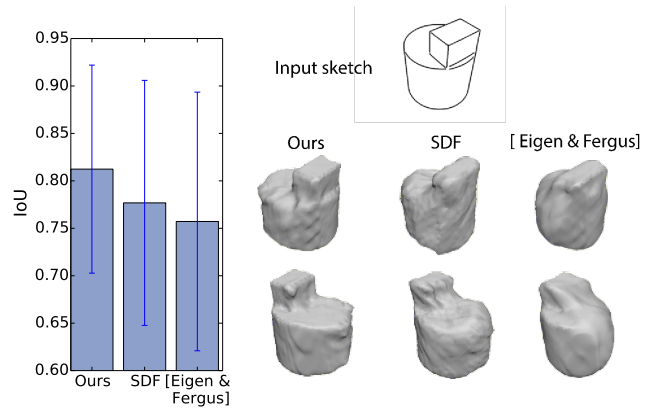 0.95
0.90
0.85
0.80
0.75
0.70
0.65
0.60
IoU
Ours
SDF
[Eigen &
Fergus]
Input sketch
Ours
SDF
[ Eigen & Fergus]